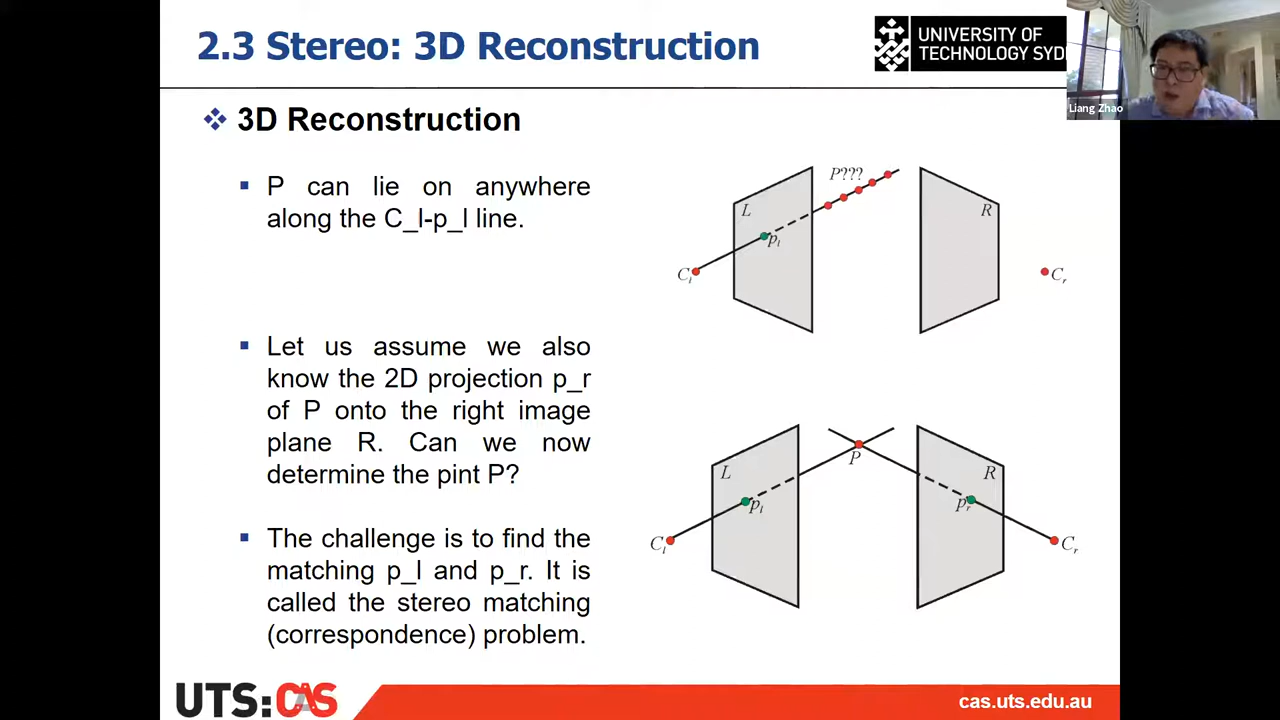 2.3 Stereo: 3D Reconstruction
UNIVERSITY OF
TECHNOLOGY SYD
Liang Zhao
3D Reconstruction
P can lie on anywhere
along the C_l-p_l line.
P???
L
R
p_l
C_l
C_r
Let us assume we also
know the 2D projection p_r
of P onto the right image
plane R. Can we now
determine the pint P?
The challenge is to find the
matching p_l and p_r. It is
called the stereo matching
(correspondence) problem.
P
L
R
p_l
p_r
C_l
C_r
UTS:CAS
cas.uts.edu.au